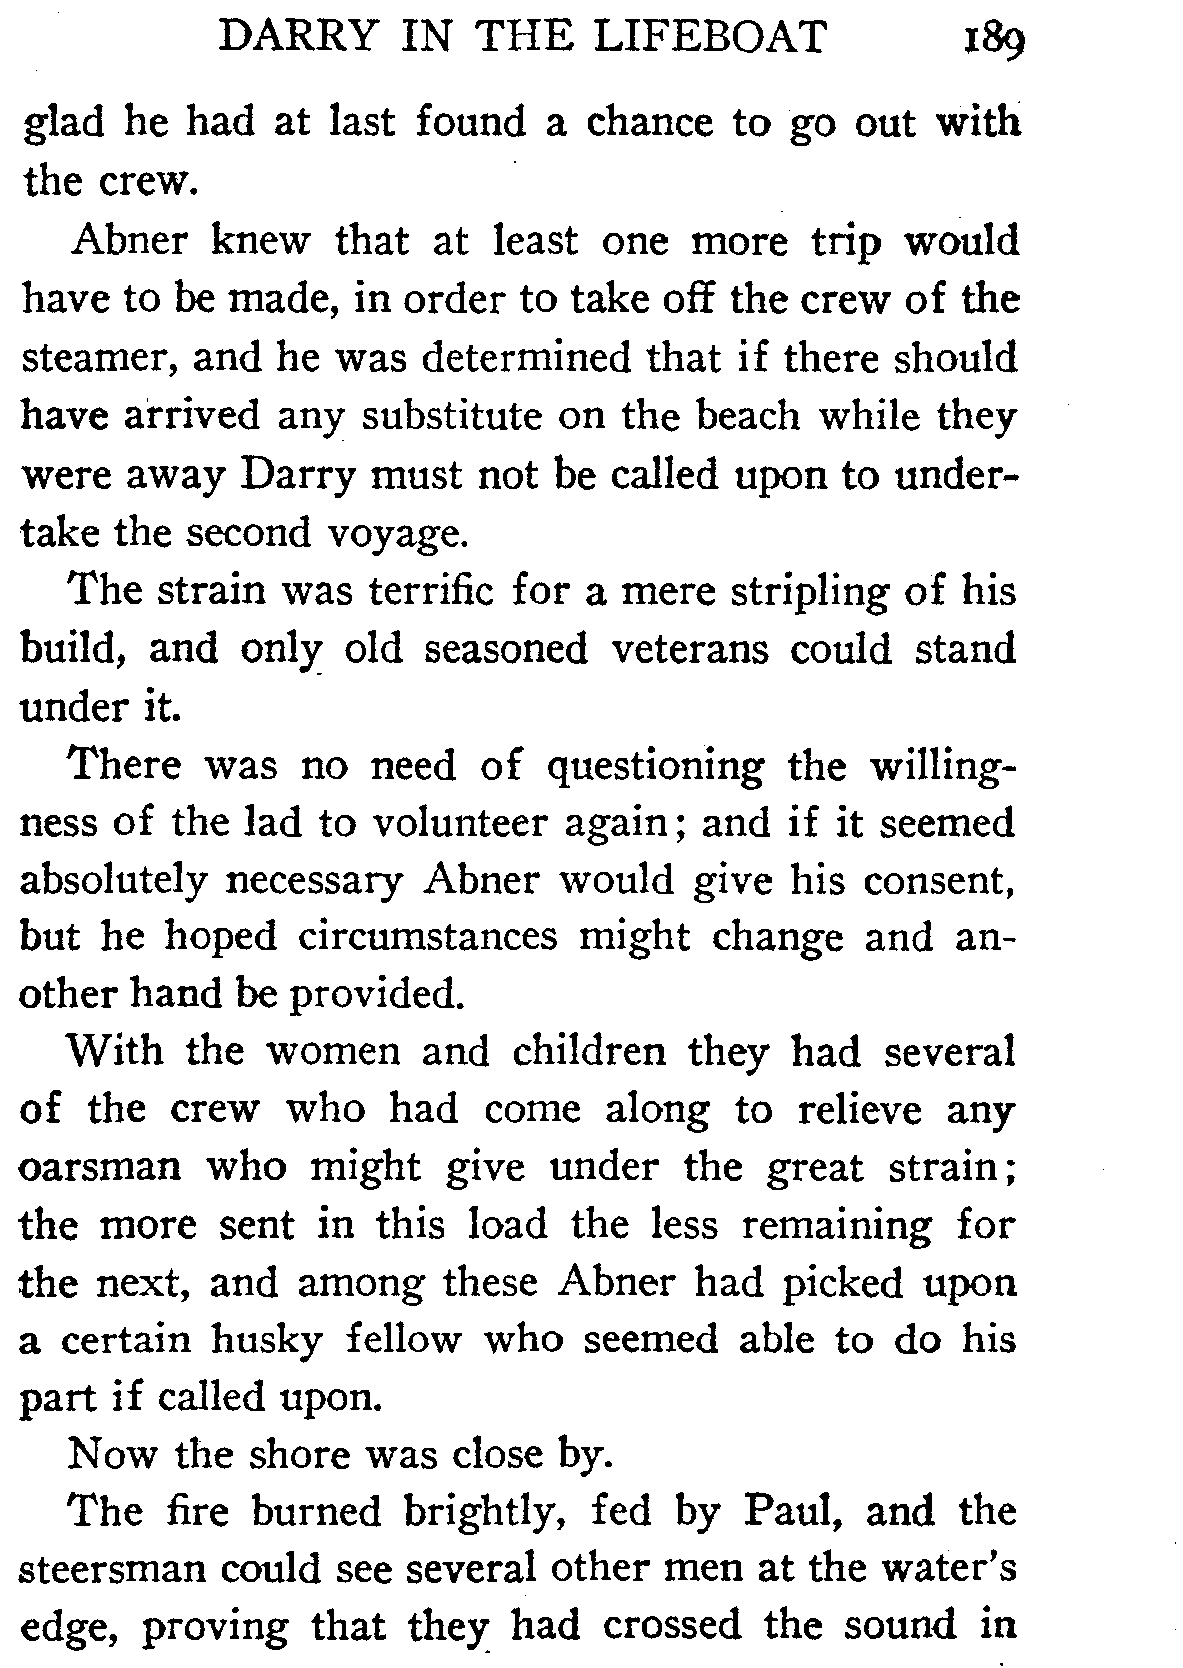 DARRY IN THE LIFEBOAT 189
glad he had at last found a chance to go out with
the crew.
Abner knew that at least one more trip would
have to be made, in order to take off the crew of the
steamer, and he was determined that if there should
have arrived any substitute on the beach while they
were away Darry must not be called upon to under-
take the second voyage.
The strain was terrific for a mere stripling of his
build, and only old seasoned veterans could stand
under it.
There was no need of questioning the willing-
ness of the lad to volunteer again; and if it seemed
absolutely necessary Abner would give his consent,
but he hoped circumstances might change and an-
other hand be provided.
With the women and children they had several
of the crew who had come along to relieve any
oarsman who might give under the great strain;
the more sent in this load the less remaining for
the next, and among these Abner had picked upon
a certain husky fellow who seemed able to do his
part if called upon.
Now the shore was close by.
The fire burned brightly, fed by Paul, and the
steersman could see several other men at the water's
edge, proving that they had crossed the sound in